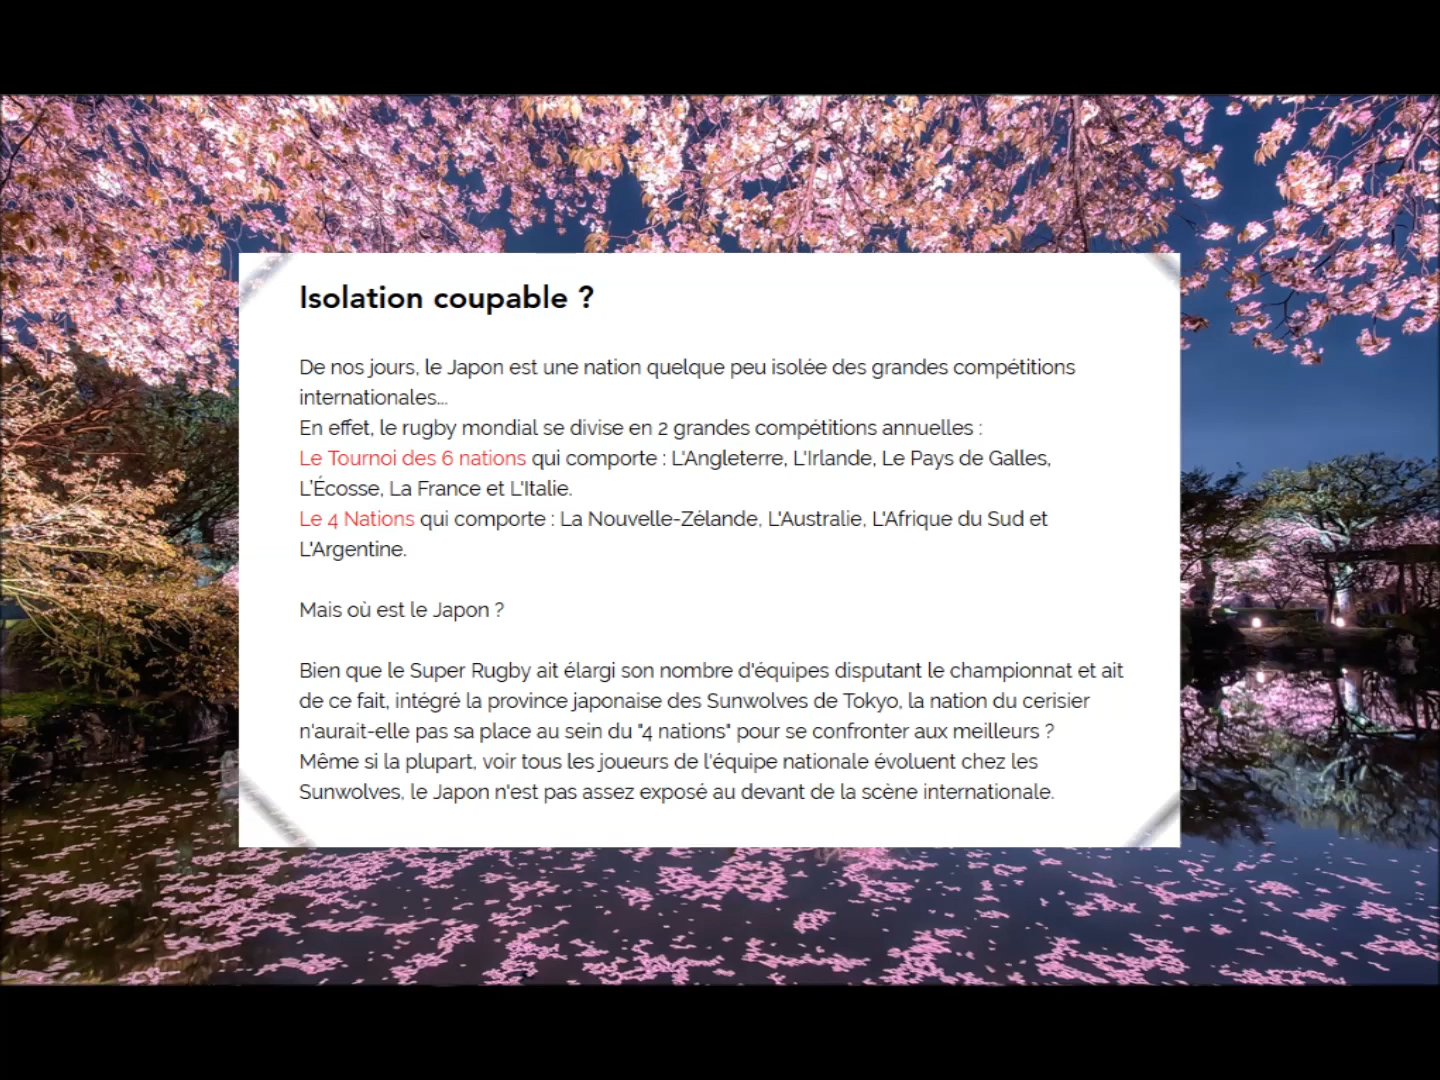 Isolation coupable ?
De nos jours, le Japon est une nation quelque peu isolée des grandes compétitions
internationales...
En effet, le rugby mondial se divise en 2 grandes compétitions annuelles :
Le Tournoi des 6 nations qui comporte : L'Angleterre, L'Irlande, Le Pays de Galles,
L'Écosse, La France et L'Italie.
Le 4 Nations qui comporte : La Nouvelle-Zélande, L'Australie, L'Afrique du Sud et
L'Argentine.
Mais où est le Japon ?
Bien que le Super Rugby ait élargi son nombre d'équipes disputant le championnat et ait
de ce fait, intégré la province japonaise des Sunwolves de Tokyo, la nation du cerisier
n'aurait-elle pas sa place au sein du "4 nations" pour se confronter aux meilleurs ?
Même si la plupart, voir tous les joueurs de l'équipe nationale évoluent chez les
Sunwolves, le Japon n'est pas assez exposé au devant de la scène internationale.